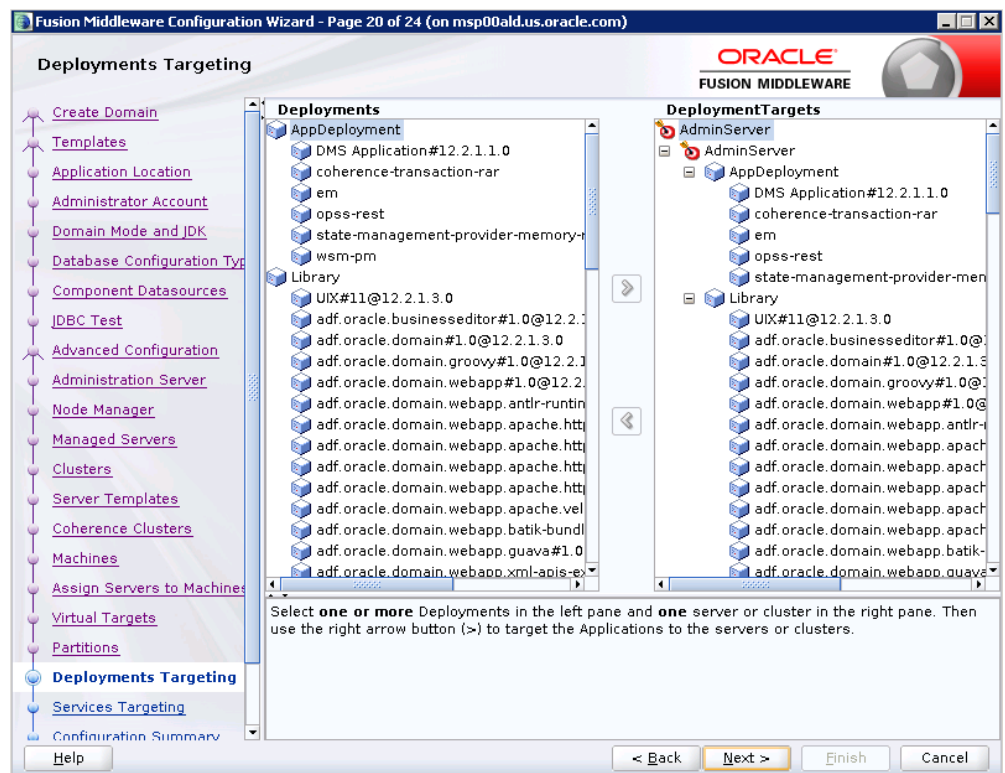 Fusion Middleware Configuration Wizard - Page 20 of 24 (on msp00ald.us.oracle.com)
Deployments Targeting
ORACLE
FUSION MIDDLEWARE
Create Domain
Templates
Application Location
Administrator Account
Domain Mode and JDK
Database Configuration Typ
Component Datasources
JDBC Test
Advanced Configuration
Administration Server
Node Manager
Managed Servers
Clusters
Server Templates
Coherence Clusters
Machines
Assign Servers to Machines
Virtual Targets
Partitions
Deployments Targeting
Services Targeting
Configuration Summary
Deployments
AppDeployment
DMS Application#12.2.1.1.0
coherence-transaction-rar
em
opss-rest
state-management-provider-memory-r
wsm-pm
Library
UIX#11@12.2.1.3.0
adf.oracle.businesseditor#1.0@12.2.1
adf.oracle.domain#1.0@12.2.1.3.0
adf.oracle.domain.groovy#1.0@12.2.1
adf.oracle.domain.webapp#1.0@12.2.
adf.oracle.domain.webapp.antlr-runtin
adf.oracle.domain.webapp.apache.http
adf.oracle.domain.webapp.apache.http
adf.oracle.domain.webapp.apache.http
adf.oracle.domain.webapp.apache.http
adf.oracle.domain.webapp.apache.vel
adf.oracle.domain.webapp.batik-bundl
adf.oracle.domain.webapp.guava#1.0
adf.oracle.domain.webapp.xml-apis-ex
DeploymentTargets
AdminServer
AdminServer
AppDeployment
DMS Application#12.2.1.1.0
coherence-transaction-rar
em
opss-rest
state-management-provider-men
Library
UIX#11@12.2.1.3.0
adf.oracle.businesseditor#1.0@1
adf.oracle.domain#1.0@12.2.1.3
adf.oracle.domain.groovy#1.0@1
adf.oracle.domain.webapp#1.0@
adf.oracle.domain.webapp.antlr-r
adf.oracle.domain.webapp.apach
adf.oracle.domain.webapp.apach
adf.oracle.domain.webapp.apach
adf.oracle.domain.webapp.apach
adf.oracle.domain.webapp.apach
adf.oracle.domain.webapp.batik-
adf.oracle.domain.webapp.guava
Select one or more Deployments in the left pane and one server or cluster in the right pane. Then
use the right arrow button (>) to target the Applications to the servers or clusters.
Help
< Back
Next >
Finish
Cancel